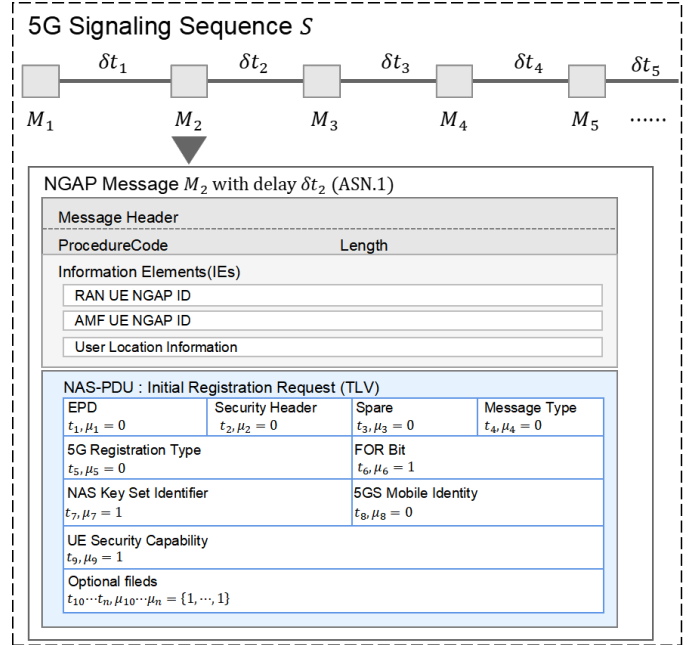 5G Signaling Sequence S
δt₁ δt₂ δt₃ δt₄ δt₅
M₁ M₂ M₃ M₄ M₅ ······
NGAP Message M₂ with delay δt₂ (ASN.1)
Message Header
ProcedureCode Length
Information Elements(IEs)
RAN UE NGAP ID
AMF UE NGAP ID
User Location Information
NAS-PDU : Initial Registration Request (TLV)
EPD Security Header Spare Message Type
t₁, μ₁ = 0 t₂, μ₂ = 0 t₃, μ₃ = 0 t₄, μ₄ = 0
5G Registration Type FOR Bit
t₅, μ₅ = 0 t₆, μ₆ = 1
NAS Key Set Identifier 5GS Mobile Identity
t₇, μ₇ = 1 t₈, μ₈ = 0
UE Security Capability
t₉, μ₉ = 1
Optional fileds
t₁₀⋯tₙ, μ₁₀⋯μₙ = {1, ⋯, 1}